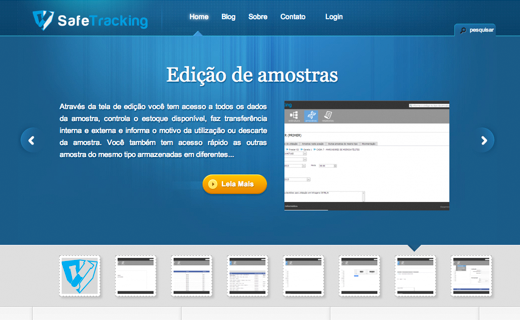 SafeTracking
Home Blog Sobre Contato Login
pesquisar
Edição de amostras
Através da tela de edição você tem acesso a todos os dados
da amostra, controla o estoque disponível, faz transferência
interna e externa e informa o motivo da utilização ou descarte
da amostra. Você também tem acesso rápido as outras
amostra do mesmo tipo armazenadas em diferentes...
Leia Mais